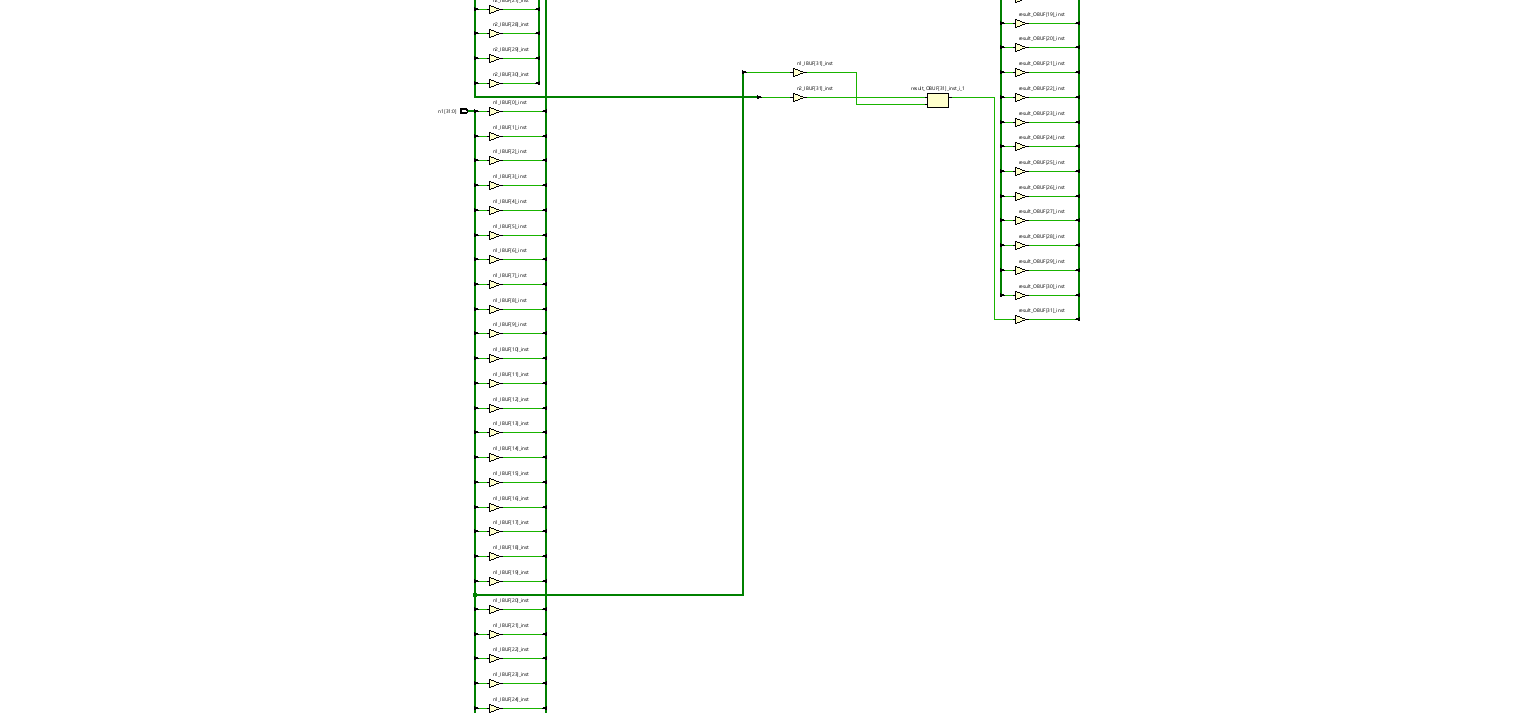 n2_IBUF[28]_inst
n2_IBUF[29]_inst
n2_IBUF[30]_inst
n1[31:0]
n1_IBUF[0]_inst
n1_IBUF[1]_inst
n1_IBUF[2]_inst
n1_IBUF[3]_inst
n1_IBUF[4]_inst
n1_IBUF[5]_inst
n1_IBUF[6]_inst
n1_IBUF[7]_inst
n1_IBUF[8]_inst
n1_IBUF[9]_inst
n1_IBUF[10]_inst
n1_IBUF[11]_inst
n1_IBUF[12]_inst
n1_IBUF[13]_inst
n1_IBUF[14]_inst
n1_IBUF[15]_inst
n1_IBUF[16]_inst
n1_IBUF[17]_inst
n1_IBUF[18]_inst
n1_IBUF[19]_inst
n1_IBUF[20]_inst
n1_IBUF[21]_inst
n1_IBUF[22]_inst
n1_IBUF[23]_inst
n1_IBUF[24]_inst
n1_IBUF[31]_inst
n2_IBUF[31]_inst
result_OBUF[31]_inst_i_1
result_OBUF[19]_inst
result_OBUF[20]_inst
result_OBUF[21]_inst
result_OBUF[22]_inst
result_OBUF[23]_inst
result_OBUF[24]_inst
result_OBUF[25]_inst
result_OBUF[26]_inst
result_OBUF[27]_inst
result_OBUF[28]_inst
result_OBUF[29]_inst
result_OBUF[30]_inst
result_OBUF[31]_inst